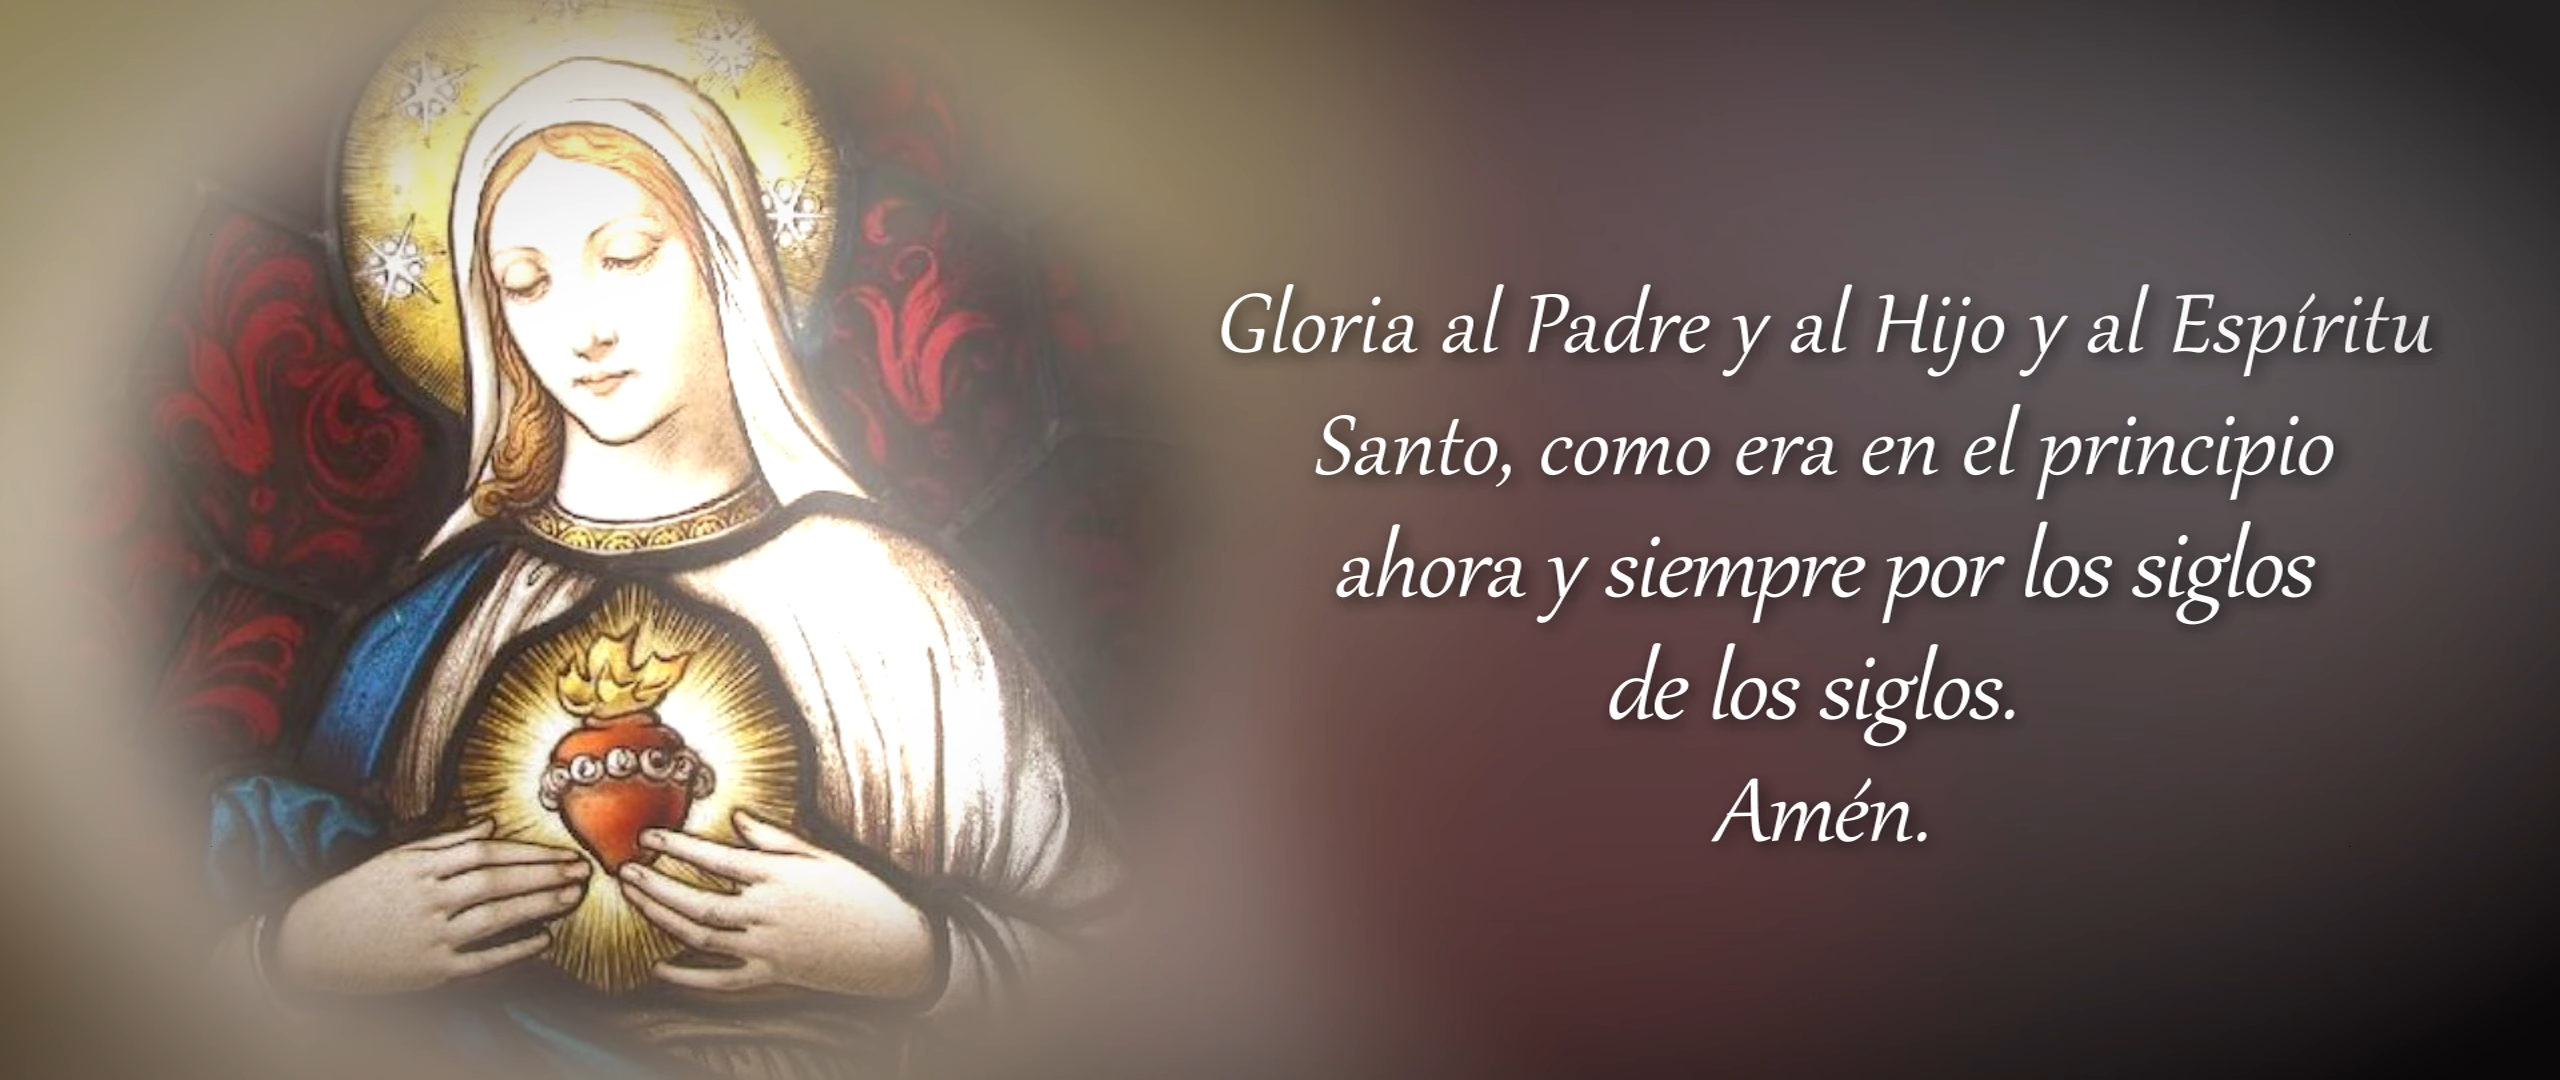 Gloria al Padre y al Hijo y al Espíritu
Santo, como era en el principio
ahora y siempre por los siglos
de los siglos.
Amén.